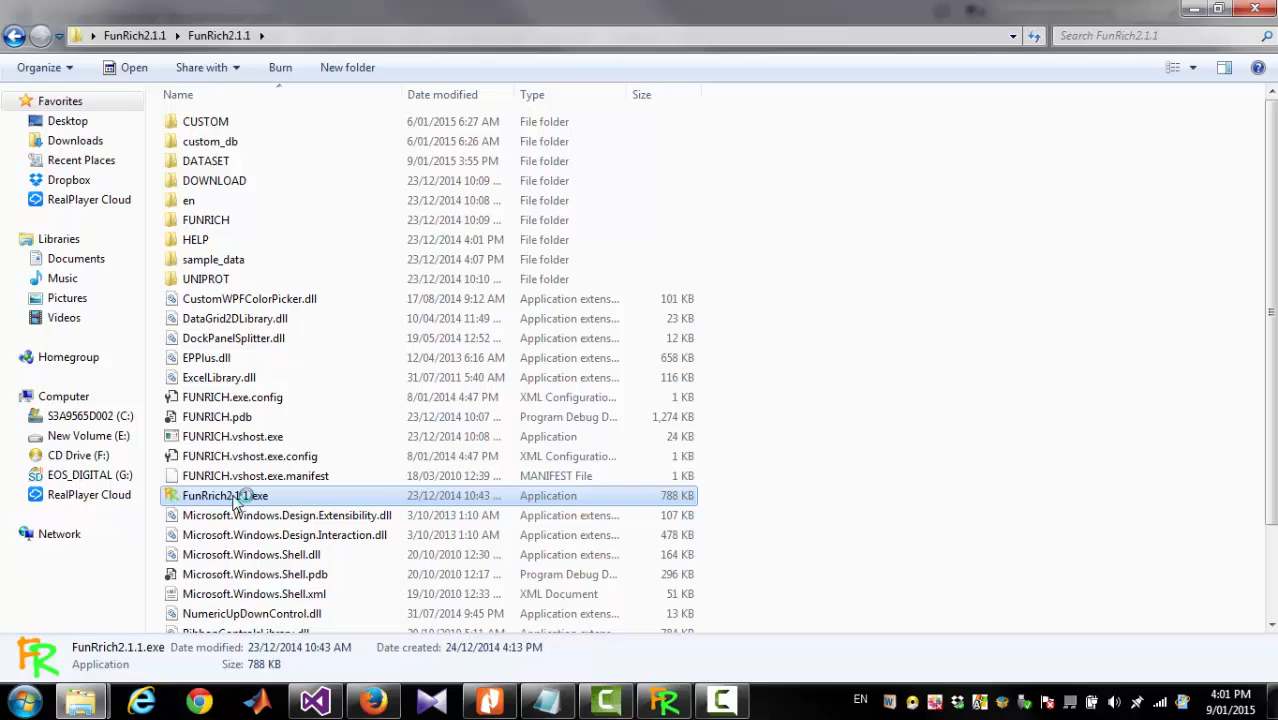 FunRich2.1.1 ▸ FunRich2.1.1 ▸
Search FunRich2.1.1
Organize Open Share with Burn New folder
Name Date modified Type Size
Favorites
Desktop
Downloads
Recent Places
Dropbox
RealPlayer Cloud
Libraries
Documents
Music
Pictures
Videos
Homegroup
Computer
S3A9565D002 (C:)
New Volume (E:)
CD Drive (F:)
EOS_DIGITAL (G:)
RealPlayer Cloud
Network
CUSTOM 6/01/2015 6:27 AM File folder
custom_db 6/01/2015 6:26 AM File folder
DATASET 9/01/2015 3:55 PM File folder
DOWNLOAD 23/12/2014 10:09 ... File folder
en 23/12/2014 10:08 ... File folder
FUNRICH 23/12/2014 10:09 ... File folder
HELP 23/12/2014 4:01 PM File folder
sample_data 23/12/2014 4:07 PM File folder
UNIPROT 23/12/2014 10:10 ... File folder
CustomWPFColorPicker.dll 17/08/2014 9:12 AM Application extens... 101 KB
DataGrid2DLibrary.dll 10/04/2014 11:49 ... Application extens... 23 KB
DockPanelSplitter.dll 19/05/2014 12:52 ... Application extens... 12 KB
EPPlus.dll 12/04/2013 6:16 AM Application extens... 658 KB
ExcelLibrary.dll 31/07/2011 5:40 AM Application extens... 116 KB
FUNRICH.exe.config 8/01/2014 4:47 PM XML Configuratio... 1 KB
FUNRICH.pdb 23/12/2014 10:07 ... Program Debug D... 1,274 KB
FUNRICH.vshost.exe 23/12/2014 10:08 ... Application 24 KB
FUNRICH.vshost.exe.config 8/01/2014 4:47 PM XML Configuratio... 1 KB
FUNRICH.vshost.exe.manifest 18/03/2010 12:39 ... MANIFEST File 1 KB
FunRich2.1.1.exe 23/12/2014 10:43 ... Application 788 KB
Microsoft.Windows.Design.Extensibility.dll 3/10/2013 1:10 AM Application extens... 107 KB
Microsoft.Windows.Design.Interaction.dll 3/10/2013 1:10 AM Application extens... 478 KB
Microsoft.Windows.Shell.dll 20/10/2010 12:30 ... Application extens... 164 KB
Microsoft.Windows.Shell.pdb 20/10/2010 12:17 ... Program Debug D... 296 KB
Microsoft.Windows.Shell.xml 19/10/2010 12:33 ... XML Document 51 KB
NumericUpDownControl.dll 31/07/2014 9:45 PM Application extens... 13 KB
FunRrich2.1.1.exe Date modified: 23/12/2014 10:43 AM Date created: 24/12/2014 4:13 PM
Application Size: 788 KB
EN
4:01 PM
9/01/2015